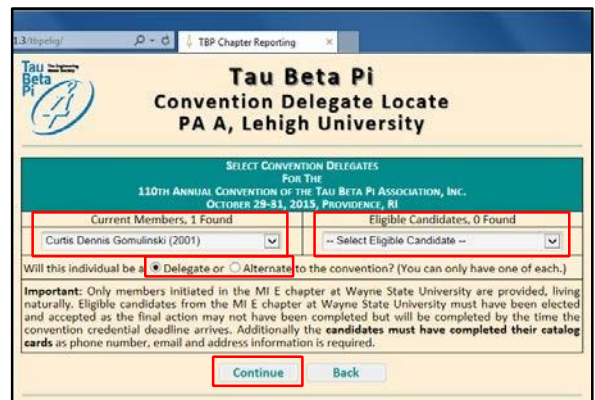 1.3/tbpelig/
TBP Chapter Reporting
Tau
Beta
Pi
Tau Beta Pi
Convention Delegate Locate
PA A, Lehigh University
SELECT CONVENTION DELEGATES
FOR THE
110TH ANNUAL CONVENTION OF THE TAU BETA PI ASSOCIATION, INC.
OCTOBER 29-31, 2015, PROVIDENCE, RI
Current Members, 1 Found
Eligible Candidates, 0 Found
Curtis Dennis Gomulinski (2001)
-- Select Eligible Candidate --
Will this individual be a Delegate or Alternate to the convention? (You can only have one of each.)
Important: Only members initiated in the MI E chapter at Wayne State University are provided, living
naturally. Eligible candidates from the MI E chapter at Wayne State University must have been elected
and accepted as the final action may not have been completed but will be completed by the time the
convention credential deadline arrives. Additionally the candidates must have completed their catalog
cards as phone number, email and address information is required.
Continue
Back